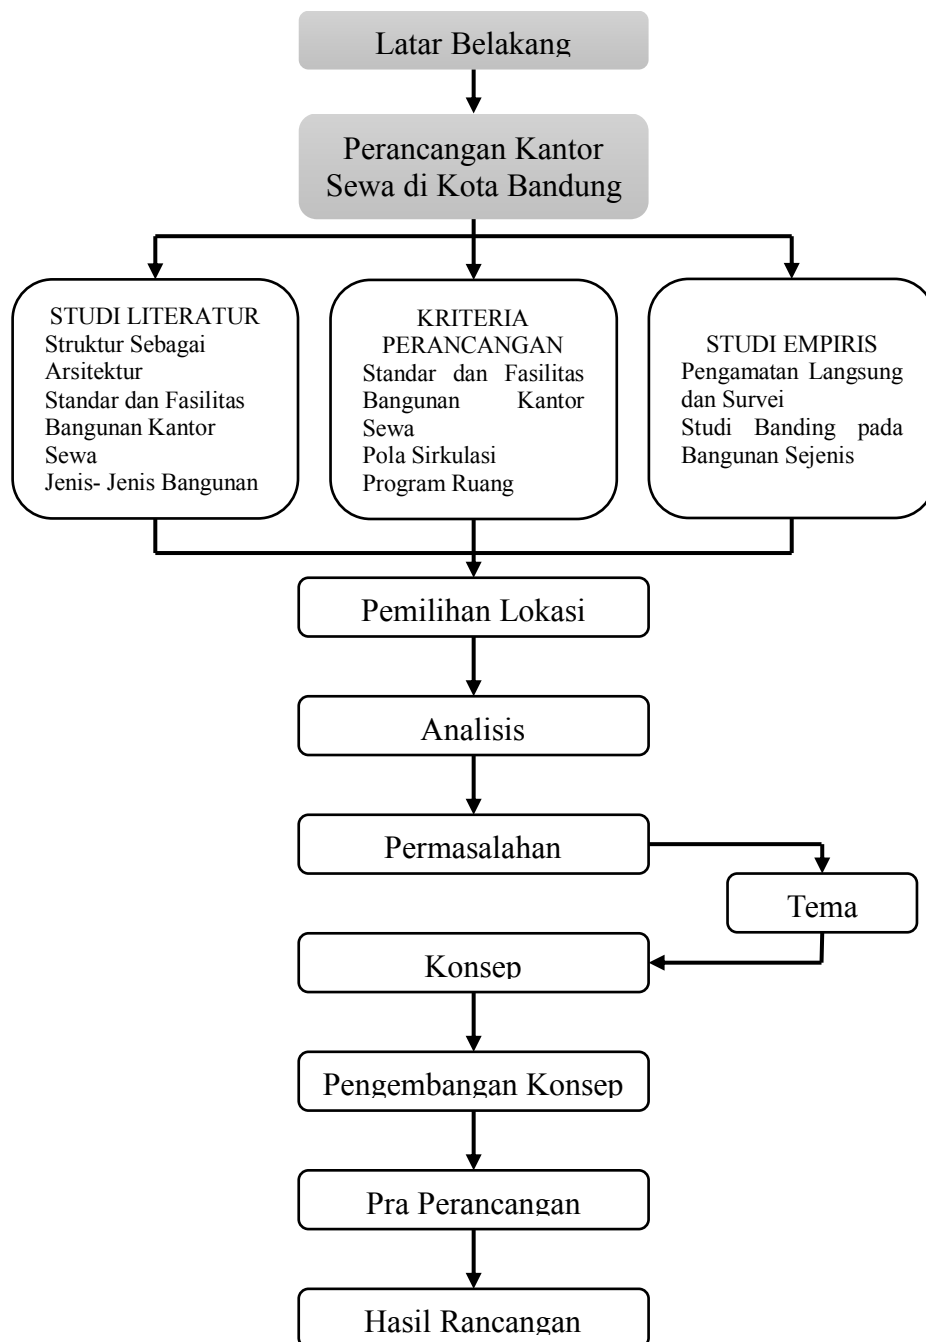 Latar Belakang
Perancangan Kantor
Sewa di Kota Bandung
STUDI LITERATUR
Struktur Sebagai
Arsitektur
Standar dan Fasilitas
Bangunan Kantor
Sewa
Jenis- Jenis Bangunan
KRITERIA
PERANCANGAN
Standar dan Fasilitas
Bangunan Kantor
Sewa
Pola Sirkulasi
Program Ruang
STUDI EMPIRIS
Pengamatan Langsung
dan Survei
Studi Banding pada
Bangunan Sejenis
Pemilihan Lokasi
Analisis
Permasalahan
Tema
Konsep
Pengembangan Konsep
Pra Perancangan
Hasil Rancangan